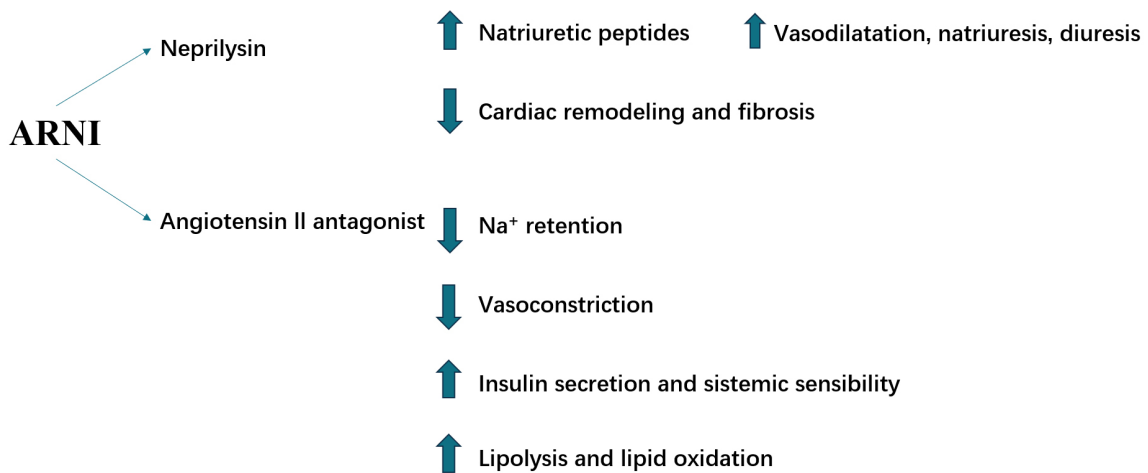 Natriuretic peptides
Vasodilatation, natriuresis, diuresis
Neprilysin
Cardiac remodeling and fibrosis
ARNI
Angiotensin II antagonist
Na⁺ retention
Vasoconstriction
Insulin secretion and sistemic sensibility
Lipolysis and lipid oxidation